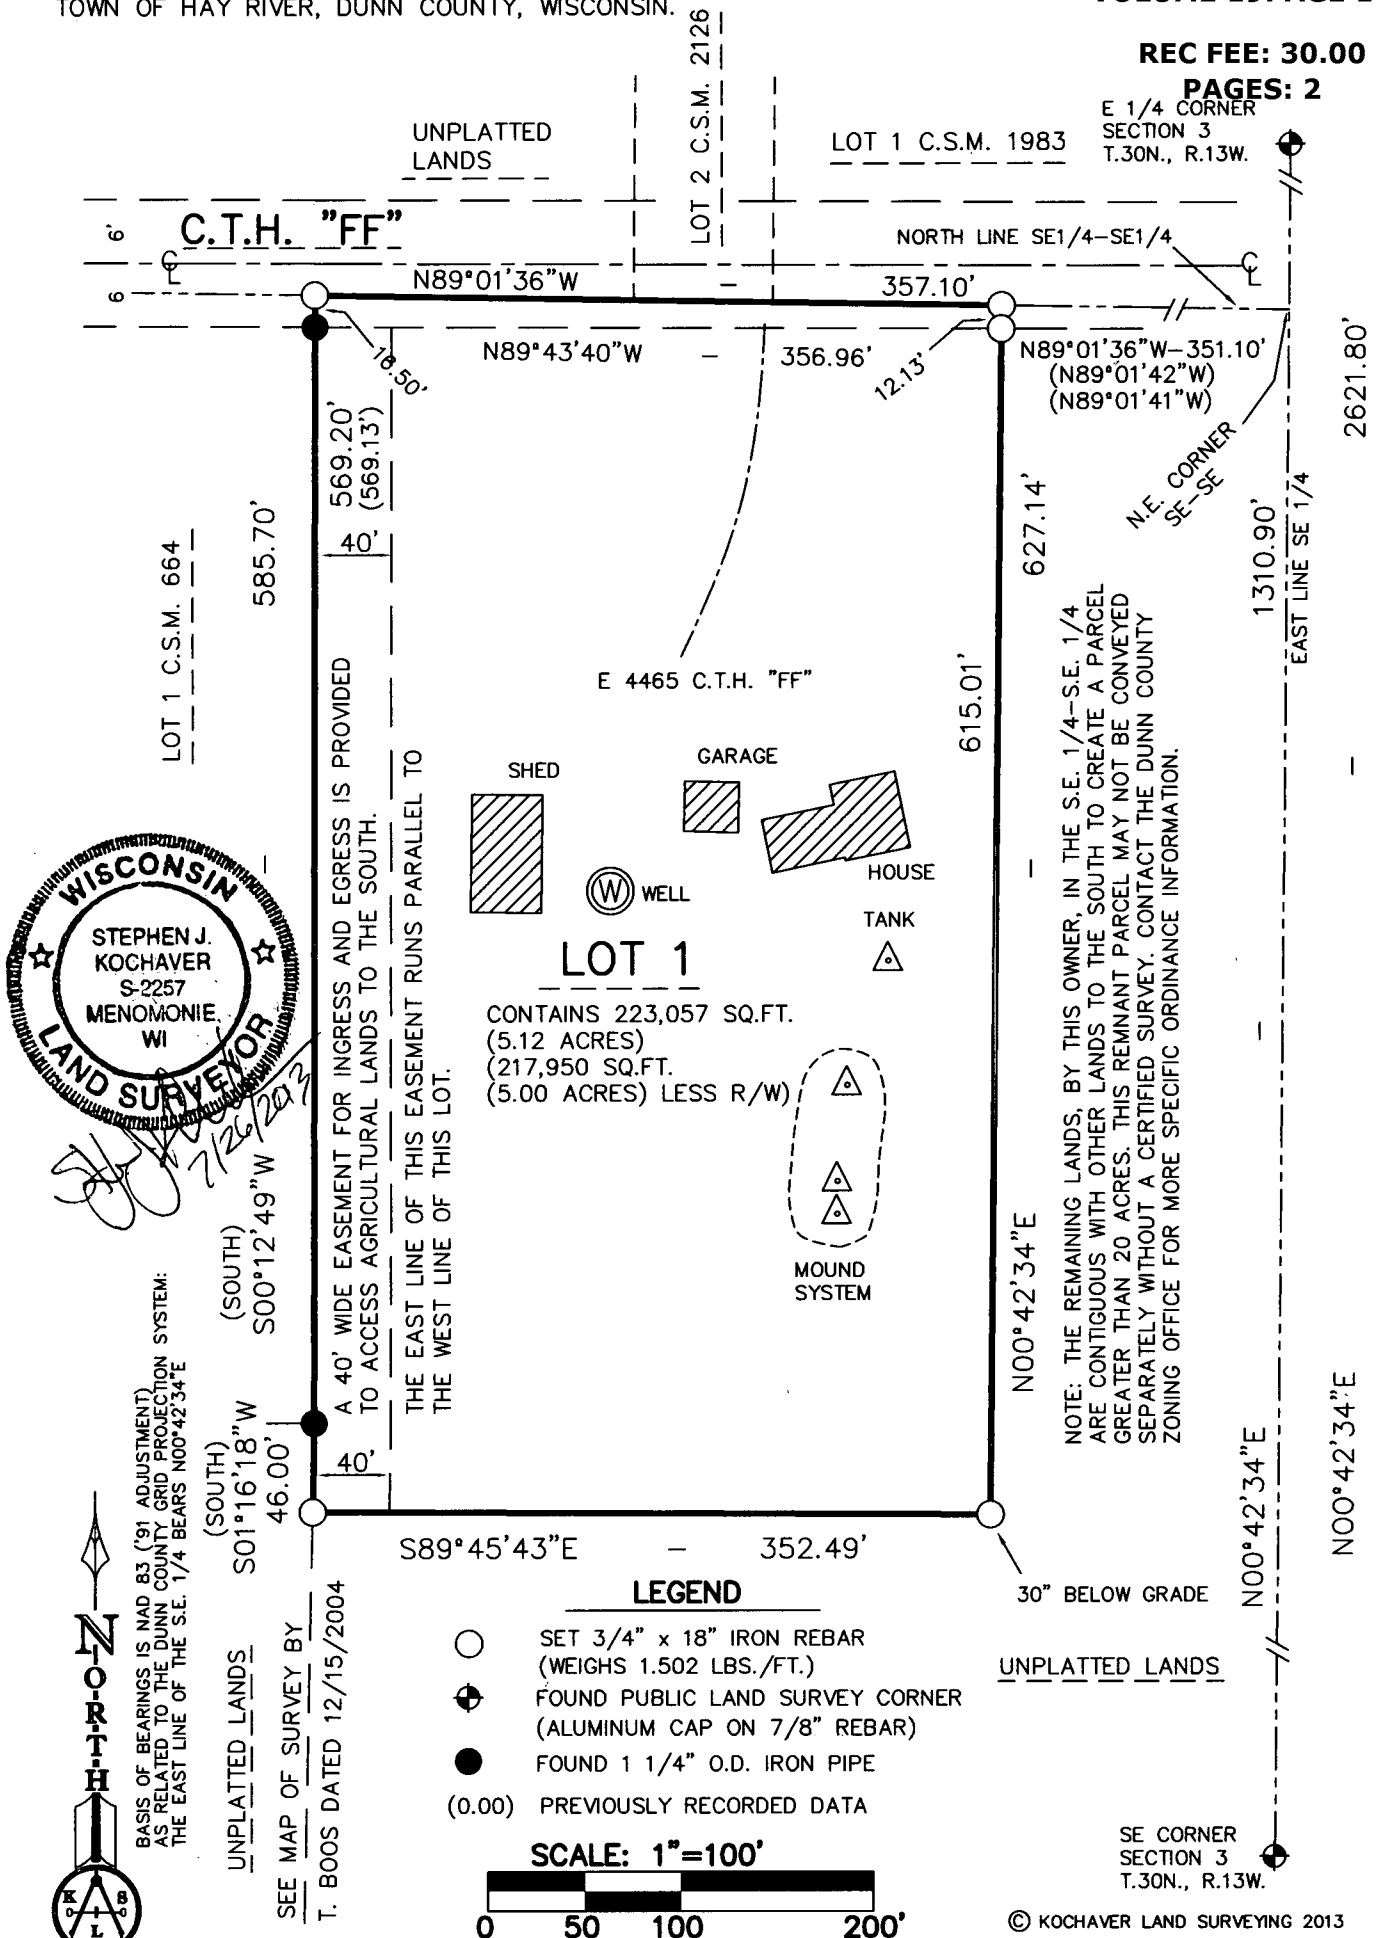 TOWN OF HAY RIVER, DUNN COUNTY, WISCONSIN.
REC FEE: 30.00
PAGES: 2
E 1/4 CORNER
SECTION 3
T.30N., R.13W.
UNPLATTED
LANDS
LOT 2 C.S.M. 2126
LOT 1 C.S.M. 1983
6'
C.T.H. "FF"
NORTH LINE SE1/4-SE1/4
6
N89°01'36"W - 357.10'
N89°43'40"W - 356.96'
16.50'
12.13'
N89°01'36"W-351.10'
(N89°01'42"W)
(N89°01'41"W)
2621.80'
N.E. CORNER
SE-SE
569.20'
(569.13')
40'
585.70'
LOT 1 C.S.M. 664
627.14'
615.01'
1310.90'
EAST LINE SE 1/4
E 4465 C.T.H. "FF"
SHED
GARAGE
HOUSE
W WELL
TANK
LOT 1
CONTAINS 223,057 SQ.FT.
(5.12 ACRES)
(217,950 SQ.FT.
(5.00 ACRES) LESS R/W)
MOUND
SYSTEM
A 40' WIDE EASEMENT FOR INGRESS AND EGRESS IS PROVIDED
TO ACCESS AGRICULTURAL LANDS TO THE SOUTH.
THE EAST LINE OF THIS EASEMENT RUNS PARALLEL TO
THE WEST LINE OF THIS LOT.
NOTE: THE REMAINING LANDS, BY THIS OWNER, IN THE S.E. 1/4-S.E. 1/4
ARE CONTIGUOUS WITH OTHER LANDS TO THE SOUTH TO CREATE A PARCEL
GREATER THAN 20 ACRES. THIS REMNANT PARCEL MAY NOT BE CONVEYED
SEPARATELY WITHOUT A CERTIFIED SURVEY. CONTACT THE DUNN COUNTY
ZONING OFFICE FOR MORE SPECIFIC ORDINANCE INFORMATION.
WISCONSIN
STEPHEN J.
KOCHAVER
S-2257
MENOMONIE,
WI
LAND SURVEYOR
7/26/2013
(SOUTH)
S00°12'49"W
(SOUTH)
S01°16'18"W
46.00'
40'
N00°42'34"E
N00°42'34"E
N00°42'34"E
S89°45'43"E - 352.49'
30" BELOW GRADE
BASIS OF BEARINGS IS NAD 83 ('91 ADJUSTMENT)
AS RELATED TO THE DUNN COUNTY GRID PROJECTION SYSTEM:
THE EAST LINE OF THE S.E. 1/4 BEARS N00°42'34"E
NORTH
UNPLATTED LANDS
SEE MAP OF SURVEY BY
T. BOOS DATED 12/15/2004
LEGEND
SET 3/4" x 18" IRON REBAR
(WEIGHS 1.502 LBS./FT.)
FOUND PUBLIC LAND SURVEY CORNER
(ALUMINUM CAP ON 7/8" REBAR)
FOUND 1 1/4" O.D. IRON PIPE
(0.00) PREVIOUSLY RECORDED DATA
UNPLATTED LANDS
SCALE: 1"=100'
0 50 100 200'
SE CORNER
SECTION 3
T.30N., R.13W.
K S
L
© KOCHAVER LAND SURVEYING 2013